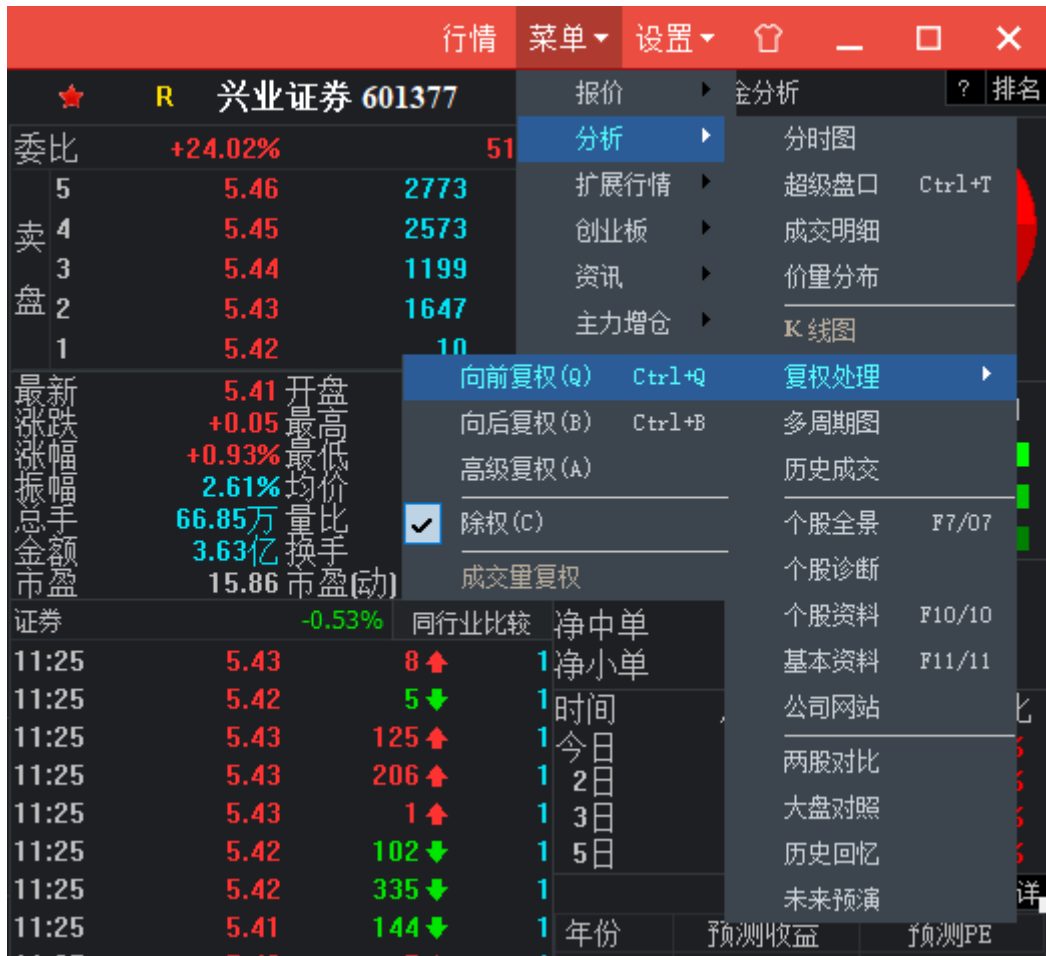 行情 菜单 设置
R 兴业证券 601377
金分析 ? 排名
委比 +24.02% 51
卖盘
5 5.46 2773
4 5.45 2573
3 5.44 1199
2 5.43 1647
1 5.42 10
最新 5.41 开盘
涨跌 +0.05 最高
涨幅 +0.93% 最低
振幅 2.61% 均价
总手 66.85万 量比
金额 3.63亿 换手
市盈 15.86 市盈(动)
证券 -0.53% 同行业比较
11:25 5.43 8 1
11:25 5.42 5 1
11:25 5.43 125 1
11:25 5.43 206 1
11:25 5.43 1 1
11:25 5.42 102 1
11:25 5.42 335 1
11:25 5.41 144 1
报价
分析
扩展行情
创业板
资讯
主力增仓
分时图
超级盘口 Ctrl+T
成交明细
价量分布
K线图
复权处理
多周期图
历史成交
个股全景 F7/07
个股诊断
个股资料 F10/10
基本资料 F11/11
公司网站
两股对比
大盘对照
历史回忆
未来预演
向前复权(Q) Ctrl+Q
向后复权(B) Ctrl+B
高级复权(A)
除权(C)
成交量复权
净中单
净小单
时间 比
今日
2日
3日
5日
详
年份 预测收益 预测PE